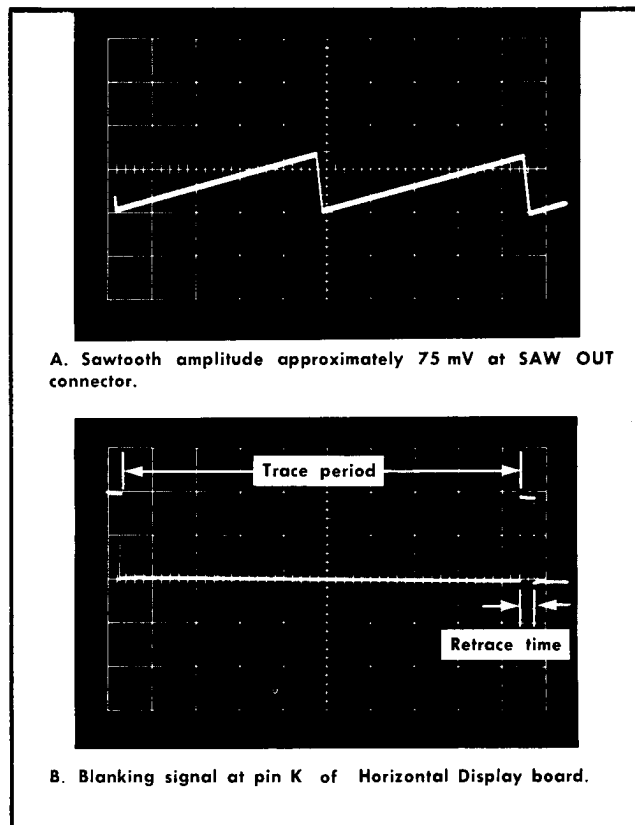 A. Sawtooth amplitude approximately 75 mV at SAW OUT
connector.
Trace period
Retrace time
B. Blanking signal at pin K of Horizontal Display board.